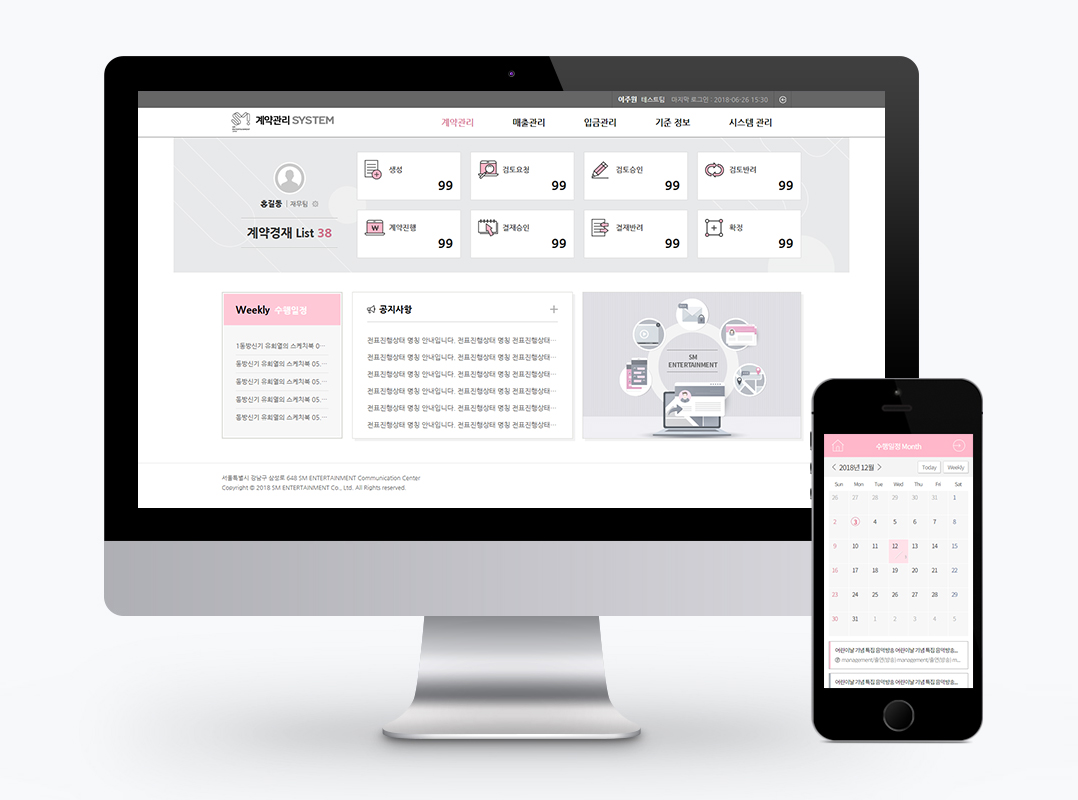 이주원 테스트팀 마지막 로그인 : 2018-06-26 15:30
SM 계약관리 SYSTEM
계약관리 매출관리 입금관리 기준 정보 시스템 관리
홍길동 | 재무팀
계약경재 List 38
생성 99
검토요청 99
검토승인 99
검토반려 99
계약진행 99
결재승인 99
결재반려 99
확정 99
Weekly 수행일정
1동방신기 유희열의 스케치북 0···
동방신기 유희열의 스케치북 05.···
동방신기 유희열의 스케치북 05.···
동방신기 유희열의 스케치북 05.···
동방신기 유희열의 스케치북 05.···
공지사항
전표진행상태 명칭 안내입니다. 전표진행상태 명칭 전표진행상태···
전표진행상태 명칭 안내입니다. 전표진행상태 명칭 전표진행상태···
전표진행상태 명칭 안내입니다. 전표진행상태 명칭 전표진행상태···
전표진행상태 명칭 안내입니다. 전표진행상태 명칭 전표진행상태···
전표진행상태 명칭 안내입니다. 전표진행상태 명칭 전표진행상태···
전표진행상태 명칭 안내입니다. 전표진행상태 명칭 전표진행상태···
SM
ENTERTAINMENT
서울특별시 강남구 삼성로 648 SM ENTERTAINMENT Communication Center
Copyright © 2018 SM ENTERTAINMENT Co., Ltd. All Rights reserved.
수행일정 Month
2018년 12월 Today Weekly
Sun Mon Tue Wed Thu Fri Sat
26 27 28 29 30 31 1
2 3 4 5 6 7 8
9 10 11 12 13 14 15
16 17 18 19 20 21 22
23 24 25 26 27 28 29
30 31 1 2 3 4 5
어린이날 기념 특집 음악방송 어린이날 기념 특집 음악방송...
management/출연/방송) management/출연/방송) m...
어린이날 기념 특집 음악방송 어린이날 기념 특집 음악방송...